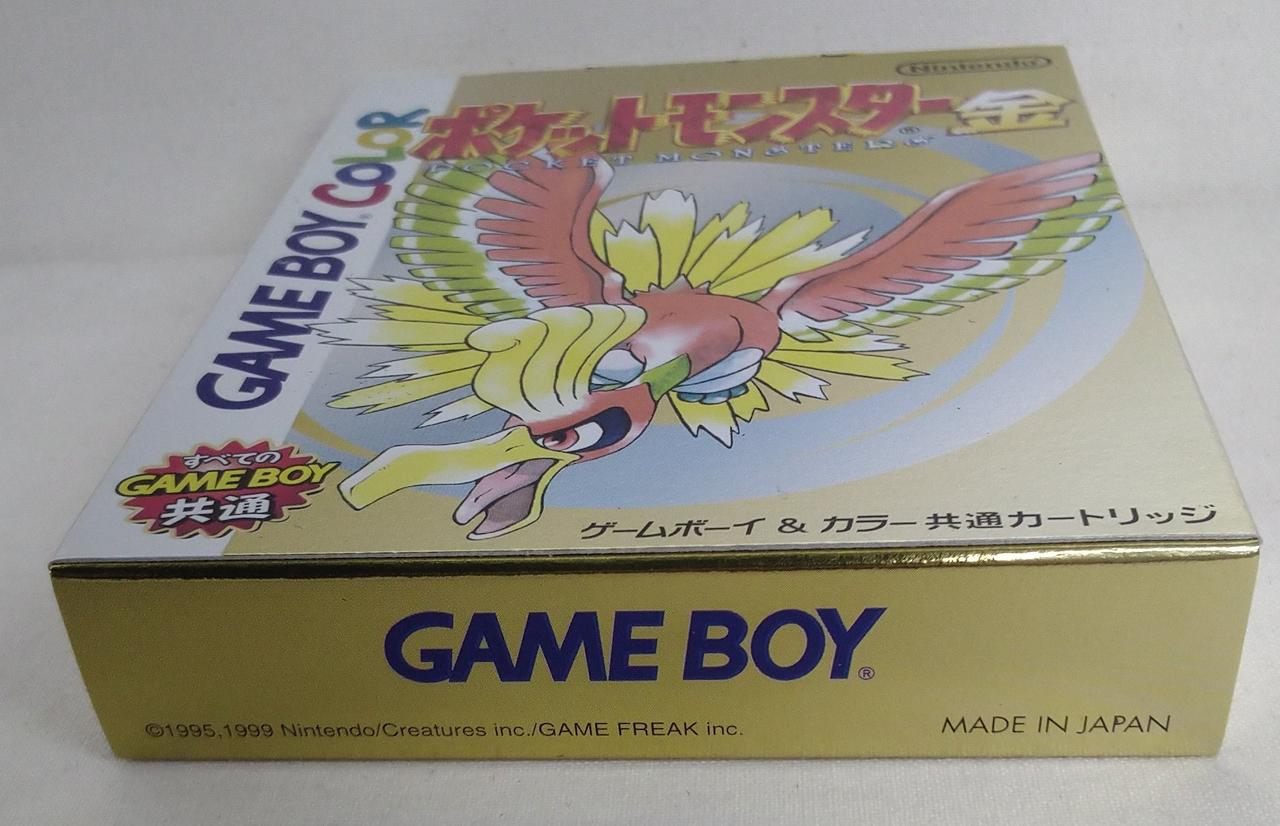 Nintendo
ポケットモンスター金
POCKET MONSTERS®
GAME BOY® COLOR
すべての
GAME BOY
共通
ゲームボーイ & カラー共通カートリッジ
GAME BOY®
©1995,1999 Nintendo/Creatures inc./GAME FREAK inc.
MADE IN JAPAN